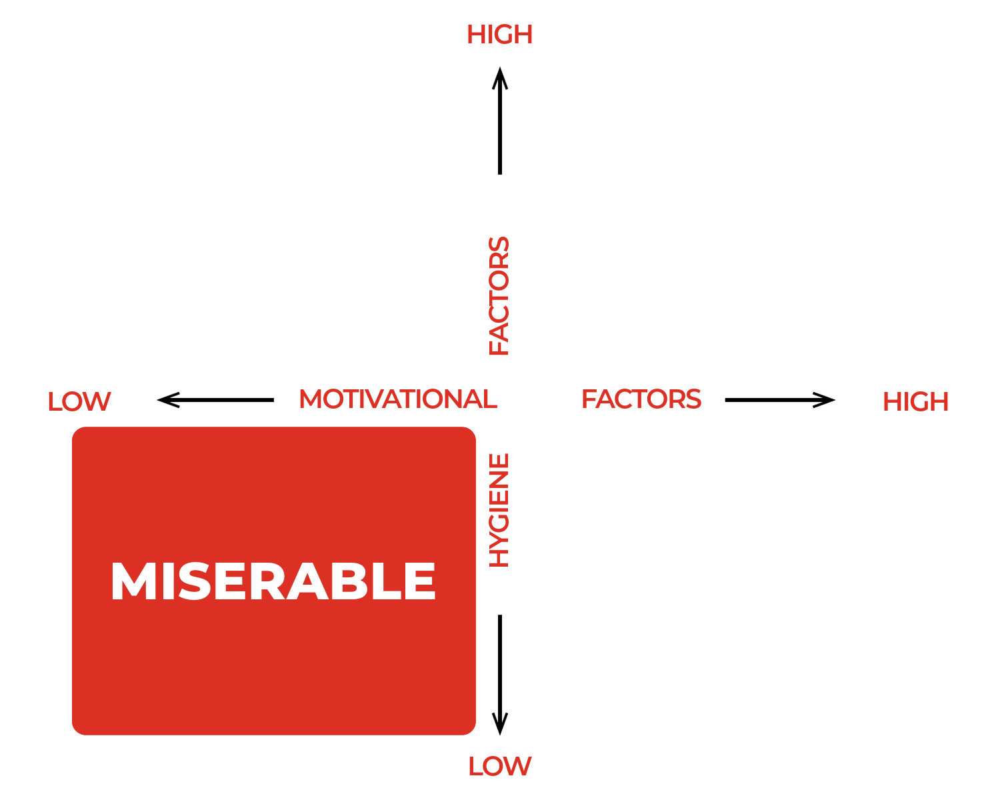 HIGH
FACTORS
LOW
MOTIVATIONAL
FACTORS
HIGH
HYGIENE
MISERABLE
LOW